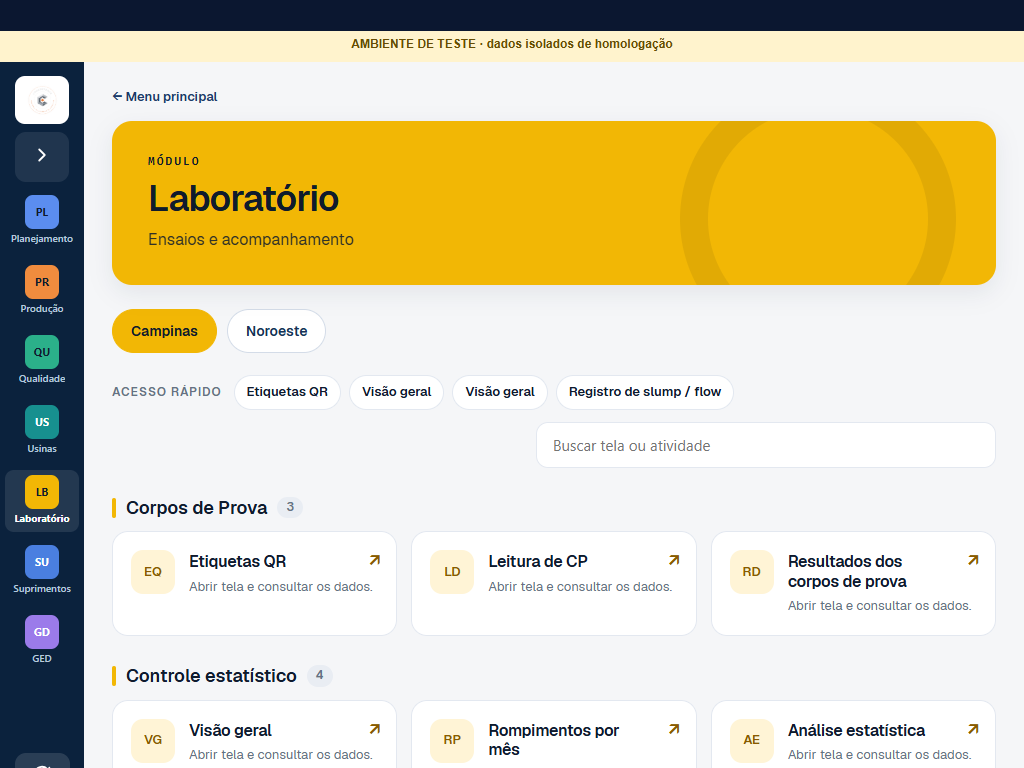 AMBIENTE DE TESTE · dados isolados de homologação
← Menu principal
MÓDULO
Laboratório
Ensaios e acompanhamento
Campinas
Noroeste
ACESSO RÁPIDO
Etiquetas QR
Visão geral
Visão geral
Registro de slump / flow
Buscar tela ou atividade
PL
Planejamento
PR
Produção
QU
Qualidade
US
Usinas
LB
Laboratório
SU
Suprimentos
GD
GED
Corpos de Prova 3
EQ
Etiquetas QR
Abrir tela e consultar os dados.
LD
Leitura de CP
Abrir tela e consultar os dados.
RD
Resultados dos
corpos de prova
Abrir tela e consultar os dados.
Controle estatístico 4
VG
Visão geral
Abrir tela e consultar os dados.
RP
Rompimentos por
mês
AE
Análise estatística
Abrir tela e consultar os dados.